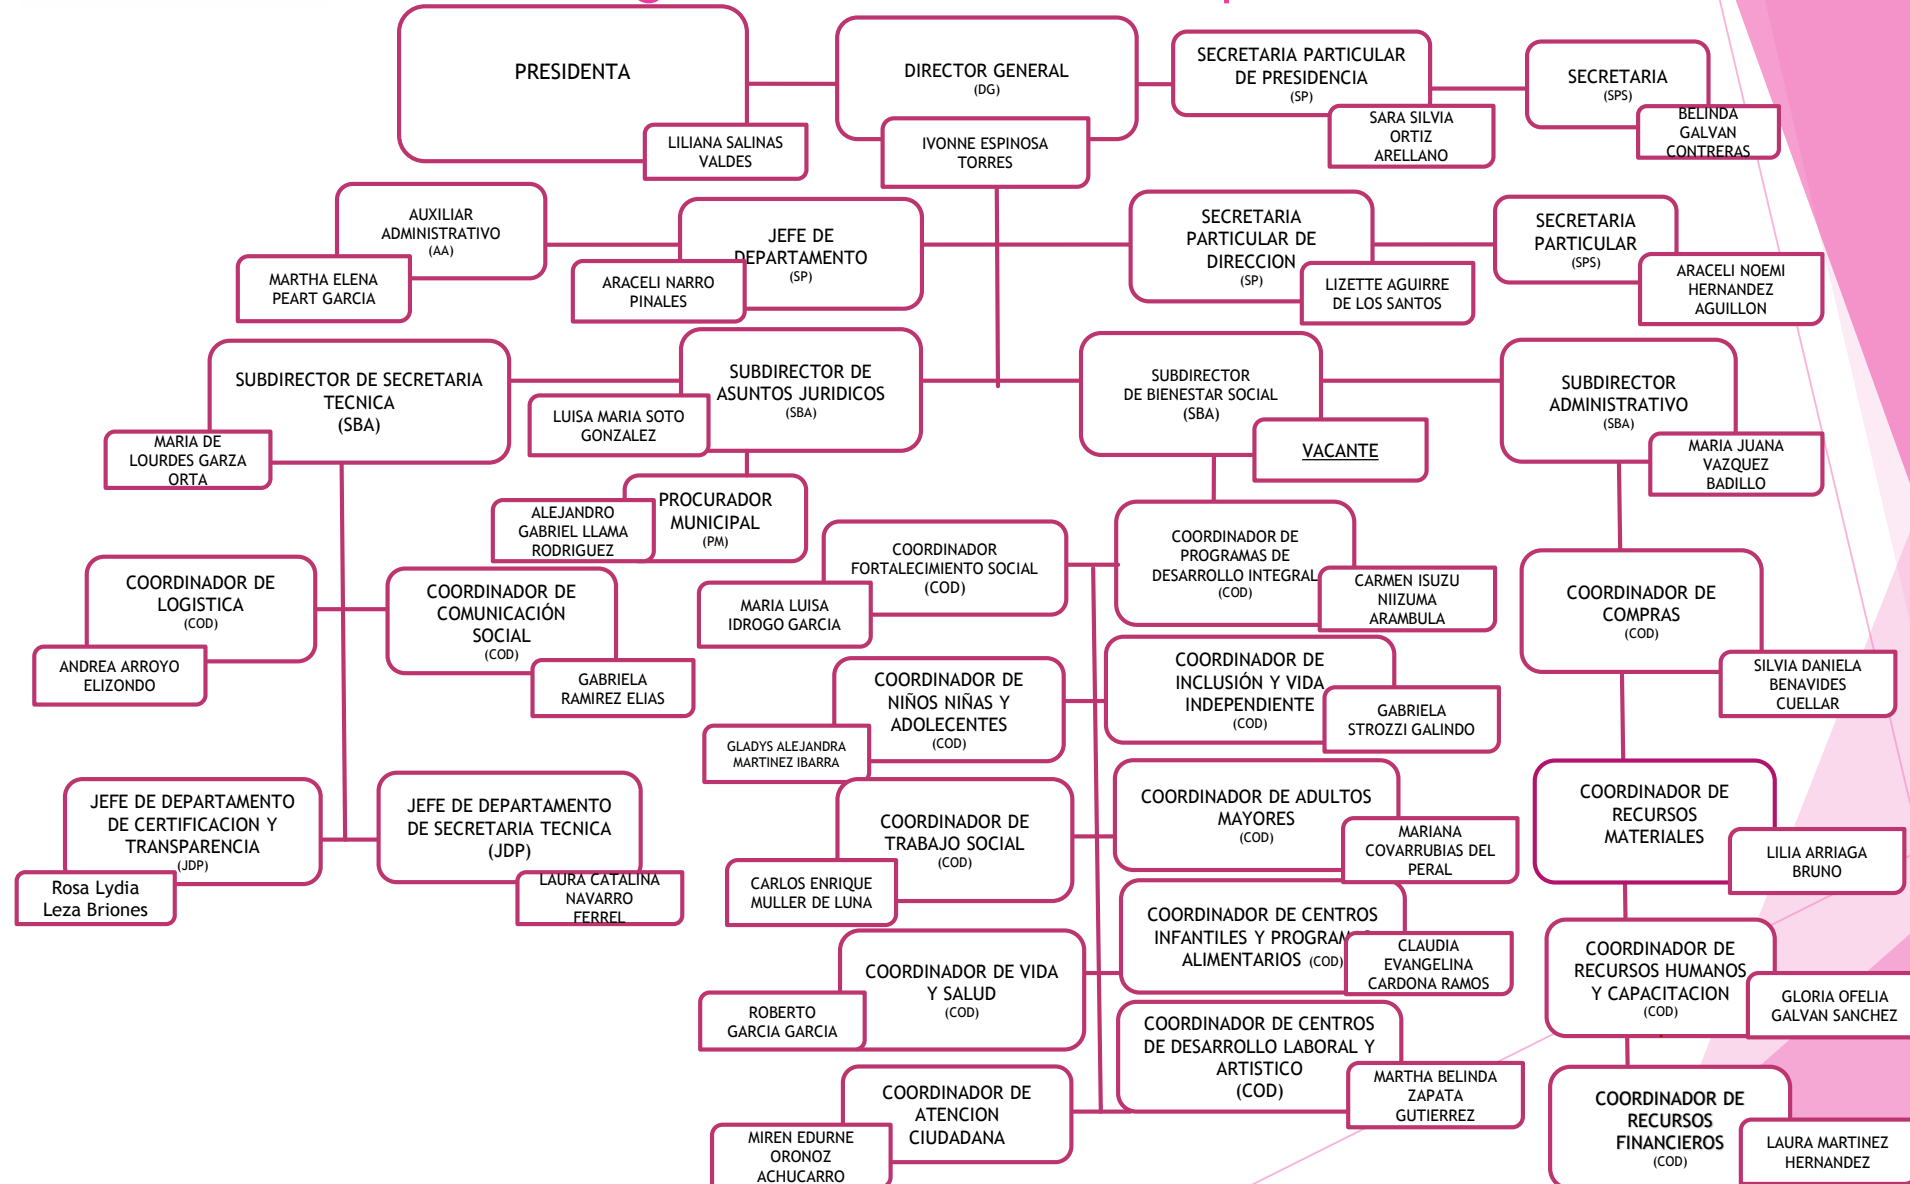 PRESIDENTA
LILIANA SALINAS
VALDES
DIRECTOR GENERAL
(DG)
IVONNE ESPINOSA
TORRES
SECRETARIA PARTICULAR
DE PRESIDENCIA
(SP)
SARA SILVIA
ORTIZ
ARELLANO
SECRETARIA
(SPS)
BELINDA
GALVAN
CONTRERAS
AUXILIAR
ADMINISTRATIVO
(AA)
MARTHA ELENA
PEART GARCIA
JEFE DE
DEPARTAMENTO
(SP)
ARACELI NARRO
PINALES
SECRETARIA
PARTICULAR DE
DIRECCION
(SP)
LIZETTE AGUIRRE
DE LOS SANTOS
SECRETARIA
PARTICULAR
(SPS)
ARACELI NOEMI
HERNANDEZ
AGUILLON
SUBDIRECTOR DE SECRETARIA
TECNICA
(SBA)
MARIA DE
LOURDES GARZA
ORTA
SUBDIRECTOR DE
ASUNTOS JURIDICOS
(SBA)
LUISA MARIA SOTO
GONZALEZ
SUBDIRECTOR
DE BIENESTAR SOCIAL
(SBA)
VACANTE
SUBDIRECTOR
ADMINISTRATIVO
(SBA)
MARIA JUANA
VAZQUEZ
BADILLO
PROCURADOR
MUNICIPAL
(PM)
ALEJANDRO
GABRIEL LLAMA
RODRIGUEZ
COORDINADOR DE
LOGISTICA
(COD)
ANDREA ARROYO
ELIZONDO
COORDINADOR DE
COMUNICACIÓN
SOCIAL
(COD)
GABRIELA
RAMIREZ ELIAS
COORDINADOR
FORTALECIMIENTO SOCIAL
(COD)
MARIA LUISA
IDROGO GARCIA
COORDINADOR DE
PROGRAMAS DE
DESARROLLO INTEGRAL
(COD)
CARMEN ISUZU
NIIZUMA
ARAMBULA
COORDINADOR DE
COMPRAS
(COD)
SILVIA DANIELA
BENAVIDES
CUELLAR
COORDINADOR DE
NIÑOS NIÑAS Y
ADOLECENTES
(COD)
GLADYS ALEJANDRA
MARTINEZ IBARRA
COORDINADOR DE
INCLUSIÓN Y VIDA
INDEPENDIENTE
(COD)
GABRIELA
STROZZI GALINDO
JEFE DE DEPARTAMENTO
DE CERTIFICACION Y
TRANSPARENCIA
(JDP)
Rosa Lydia
Leza Briones
JEFE DE DEPARTAMENTO
DE SECRETARIA TECNICA
(JDP)
LAURA CATALINA
NAVARRO
FERREL
COORDINADOR DE
TRABAJO SOCIAL
(COD)
CARLOS ENRIQUE
MULLER DE LUNA
COORDINADOR DE ADULTOS
MAYORES
(COD)
MARIANA
COVARRUBIAS DEL
PERAL
COORDINADOR DE
RECURSOS
MATERIALES
LILIA ARRIAGA
BRUNO
COORDINADOR DE VIDA
Y SALUD
(COD)
ROBERTO
GARCIA GARCIA
COORDINADOR DE CENTROS
INFANTILES Y PROGRAMAS
ALIMENTARIOS (COD)
CLAUDIA
EVANGELINA
CARDONA RAMOS
COORDINADOR DE
RECURSOS HUMANOS
Y CAPACITACION
(COD)
GLORIA OFELIA
GALVAN SANCHEZ
COORDINADOR DE
ATENCION
CIUDADANA
MIREN EDURNE
ORONOZ
ACHUCARRO
COORDINADOR DE CENTROS
DE DESARROLLO LABORAL Y
ARTISTICO
(COD)
MARTHA BELINDA
ZAPATA
GUTIERREZ
COORDINADOR DE
RECURSOS
FINANCIEROS
(COD)
LAURA MARTINEZ
HERNANDEZ